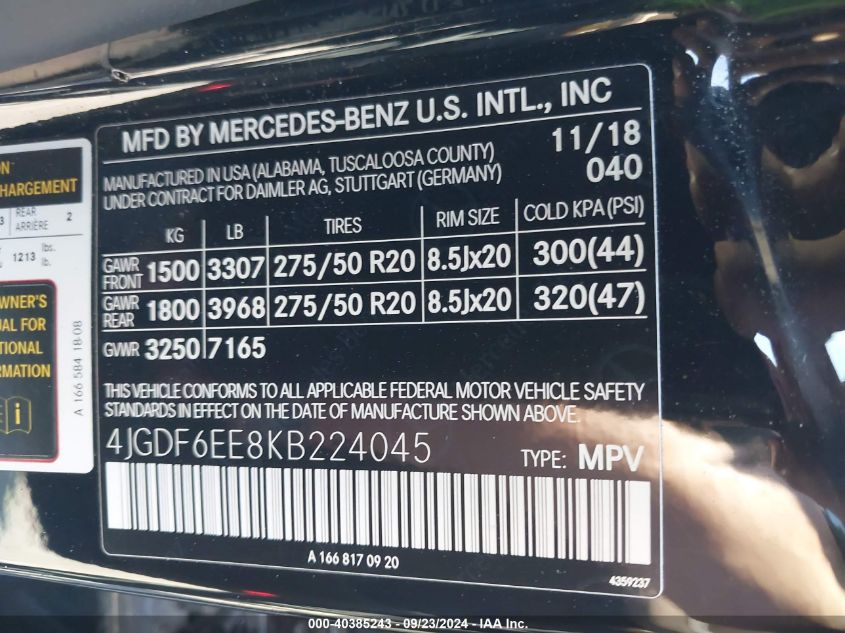 MFD BY MERCEDES-BENZ U.S. INTL., INC
11/18
MANUFACTURED IN USA (ALABAMA, TUSCALOOSA COUNTY)
UNDER CONTRACT FOR DAIMLER AG, STUTTGART (GERMANY)
040
KG LB TIRES RIM SIZE COLD KPA (PSI)
GAWR FRONT 1500 3307 275/50 R20 8.5Jx20 300(44)
GAWR REAR 1800 3968 275/50 R20 8.5Jx20 320(47)
GVWR 3250 7165
THIS VEHICLE CONFORMS TO ALL APPLICABLE FEDERAL MOTOR VEHICLE SAFETY
STANDARDS IN EFFECT ON THE DATE OF MANUFACTURE SHOWN ABOVE.
4JGDF6EE8KB224045 TYPE: MPV
A 166 817 09 20
4359237
HARGEMENT
3 REAR 2
ARRIÈRE
1213 lbs.
lb.
WNER'S
UAL FOR
TIONAL
RMATION
A 166 584 18 08
000-40385243 - 09/23/2024 - IAA Inc.